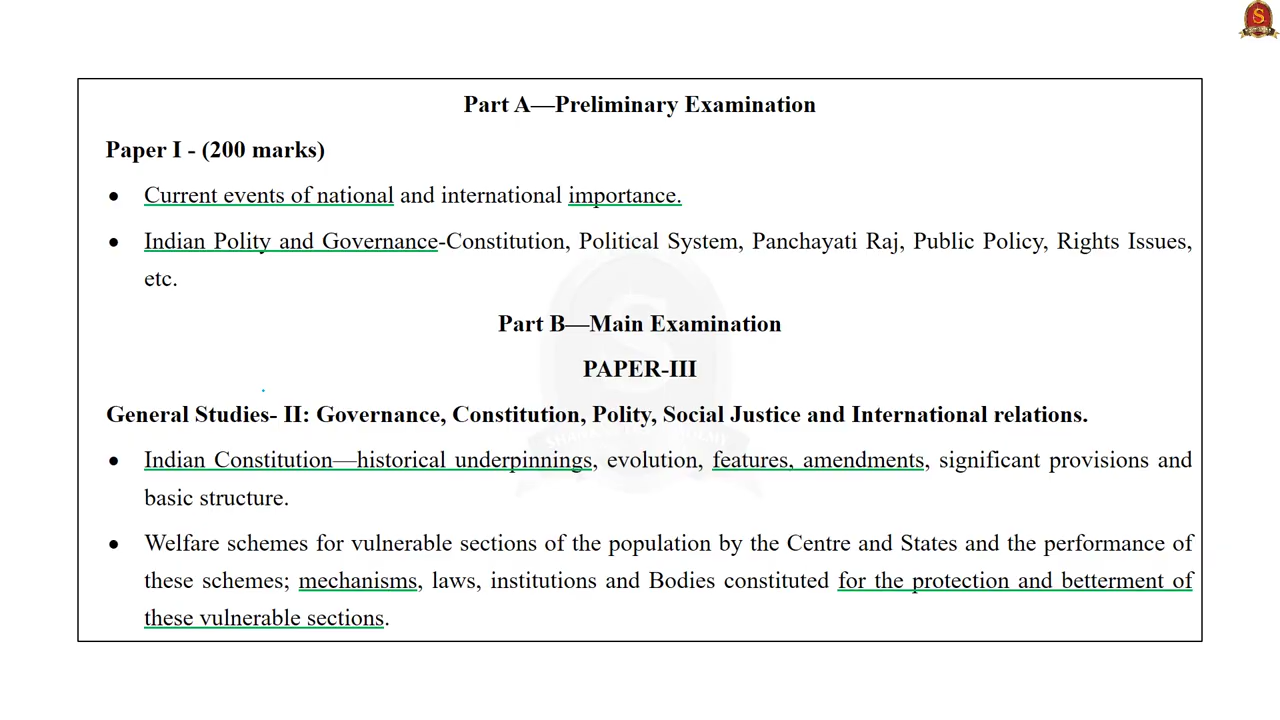 Part A—Preliminary Examination
Paper I - (200 marks)
● Current events of national and international importance.
● Indian Polity and Governance-Constitution, Political System, Panchayati Raj, Public Policy, Rights Issues,
etc.
Part B—Main Examination
PAPER-III
General Studies- II: Governance, Constitution, Polity, Social Justice and International relations.
● Indian Constitution—historical underpinnings, evolution, features, amendments, significant provisions and
basic structure.
● Welfare schemes for vulnerable sections of the population by the Centre and States and the performance of
these schemes; mechanisms, laws, institutions and Bodies constituted for the protection and betterment of
these vulnerable sections.